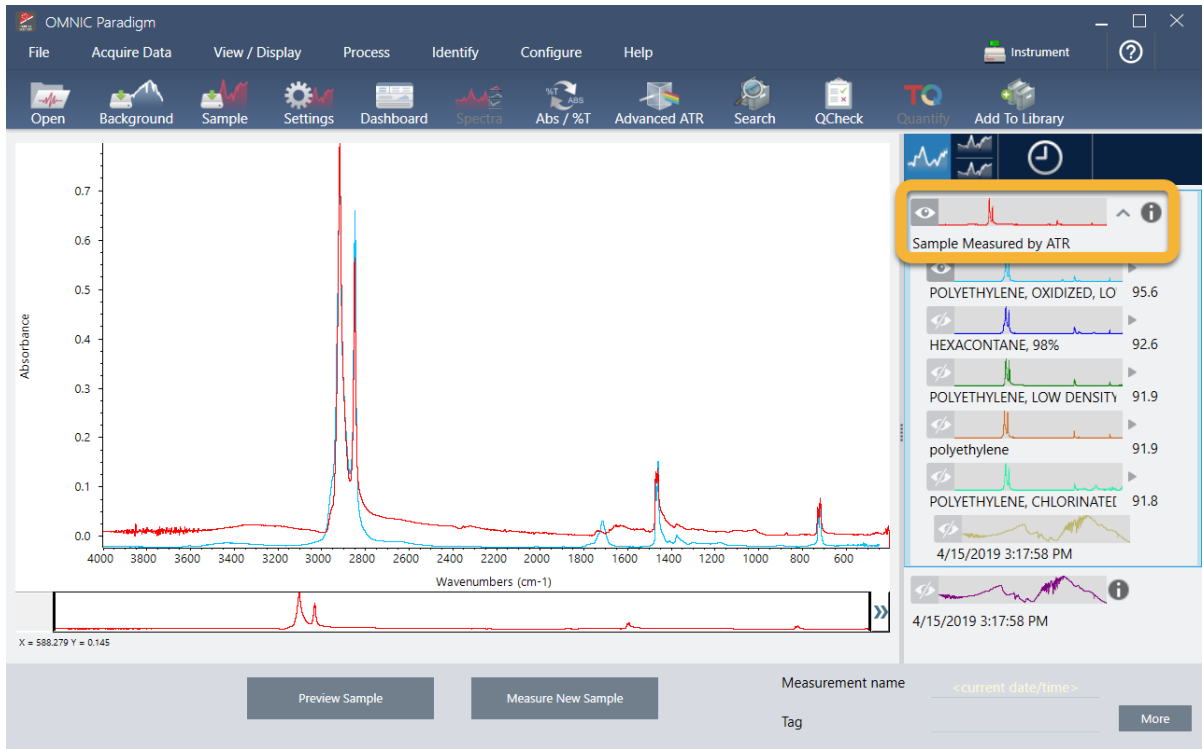 OMNIC Paradigm
File Acquire Data View / Display Process Identify Configure Help Instrument ?
%T ABS TQ
Open Background Sample Settings Dashboard Spectra Abs / %T Advanced ATR Search QCheck Quantify Add To Library
Sample Measured by ATR
POLYETHYLENE, OXIDIZED, LO 95.6
HEXACONTANE, 98% 92.6
POLYETHYLENE, LOW DENSITY 91.9
polyethylene 91.9
POLYETHYLENE CHLORINATE 91.8
4/15/2019 3:17:58 PM
4/15/2019 3:17:58 PM
Absorbance
0.7
0.6
0.5
0.4
0.3
0.2
0.1
0.0
4000 3800 3600 3400 3200 3000 2800 2600 2400 2200 2000 1800 1600 1400 1200 1000 800 600
Wavenumbers (cm-1)
X = 588.279 Y = 0.145
Preview Sample
Measure New Sample
Measurement name <current date/time>
Tag
More